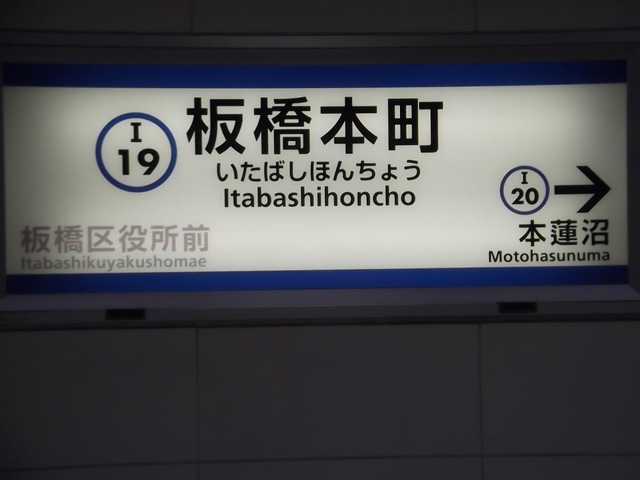 I
19
板橋本町
いたばしほんちょう
Itabashihoncho
I
20
本蓮沼
Motohasunuma
板橋区役所前
Itabashikuyakushomae